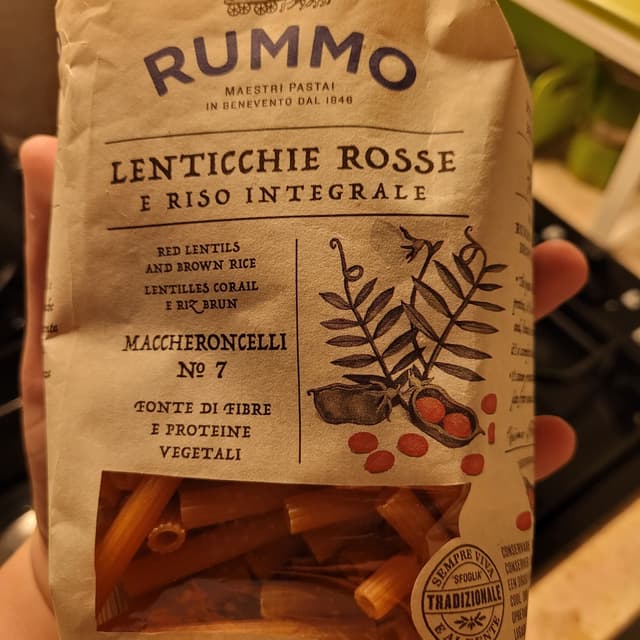 RUMMO
MAESTRI PASTAI
IN BENEVENTO DAL 1846
LENTICCHIE ROSSE
E RISO INTEGRALE
RED LENTILS
AND BROWN RICE
LENTILLES CORAIL
E RIZ BRUN
MACCHERONCELLI
Nº 7
FONTE DI FIBRE
E PROTEINE
VEGETALI
SEMPRE VIVA
SFOGLIA
TRADIZIONALE
CONSERVARE